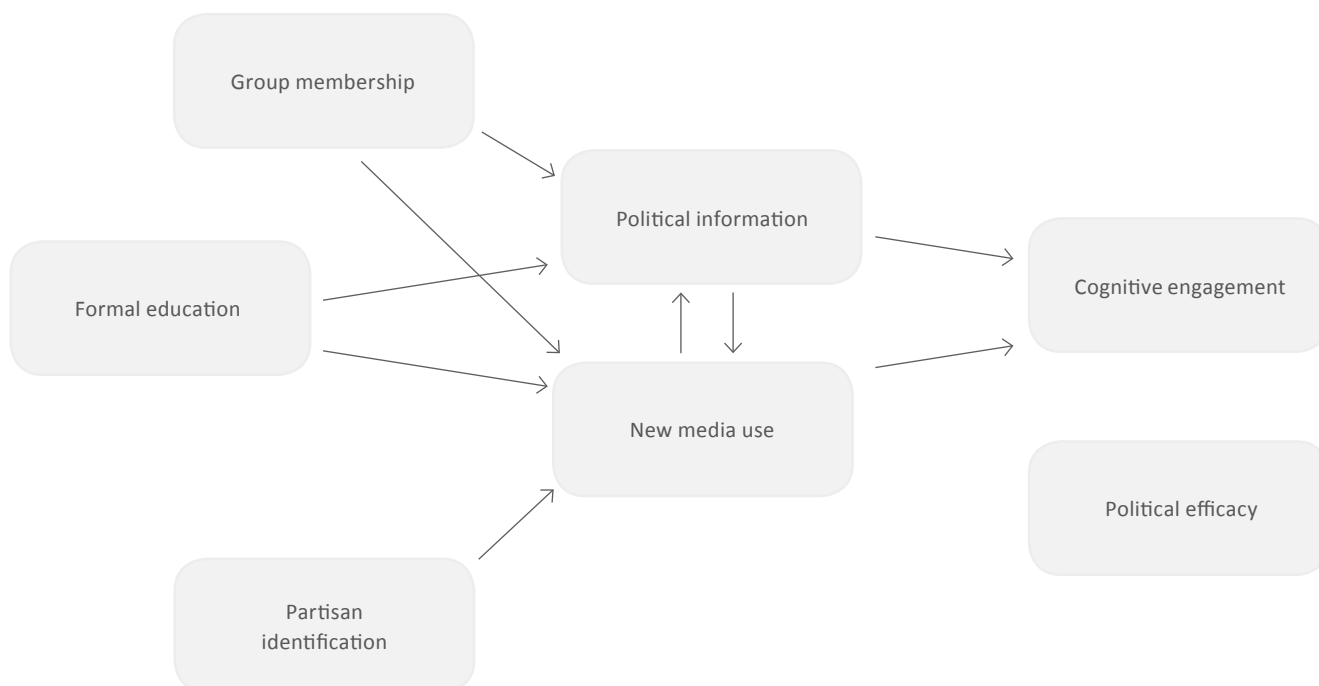 Group membership
Political information
Formal education
Cognitive engagement
New media use
Political efficacy
Partisan
identification